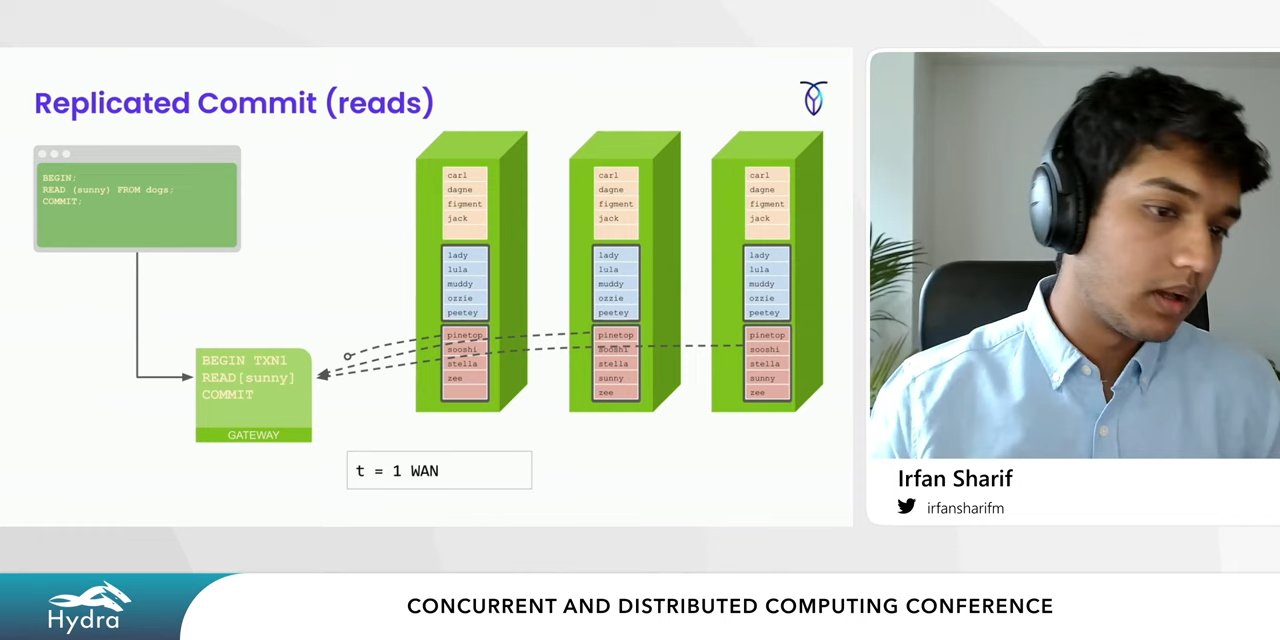 Replicated Commit (reads)
BEGIN;
READ {sunny} FROM dogs;
COMMIT;
BEGIN TXN1
READ[sunny]
COMMIT
GATEWAY
carl
dagne
figment
jack
lady
lula
muddy
ozzie
peetey
pinetop
sooshi
stella
zee
carl
dagne
figment
jack
lady
lula
muddy
ozzie
peetey
pinetop
sooshi
stella
sunny
zee
carl
dagne
figment
jack
lady
lula
muddy
ozzie
peetey
pinetop
sooshi
stella
sunny
zee
t = 1 WAN
Irfan Sharif
irfansharifm
Hydra
CONCURRENT AND DISTRIBUTED COMPUTING CONFERENCE